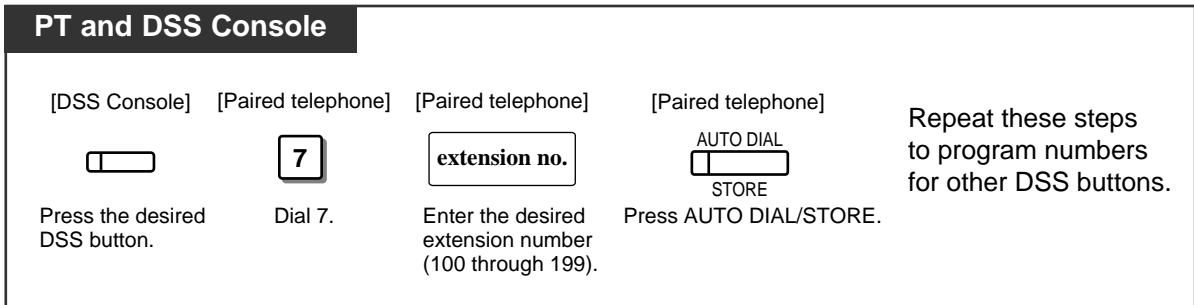 PT and DSS Console
[DSS Console]
Press the desired
DSS button.
[Paired telephone]
7
Dial 7.
[Paired telephone]
extension no.
Enter the desired
extension number
(100 through 199).
[Paired telephone]
AUTO DIAL
STORE
Press AUTO DIAL/STORE.
Repeat these steps
to program numbers
for other DSS buttons.